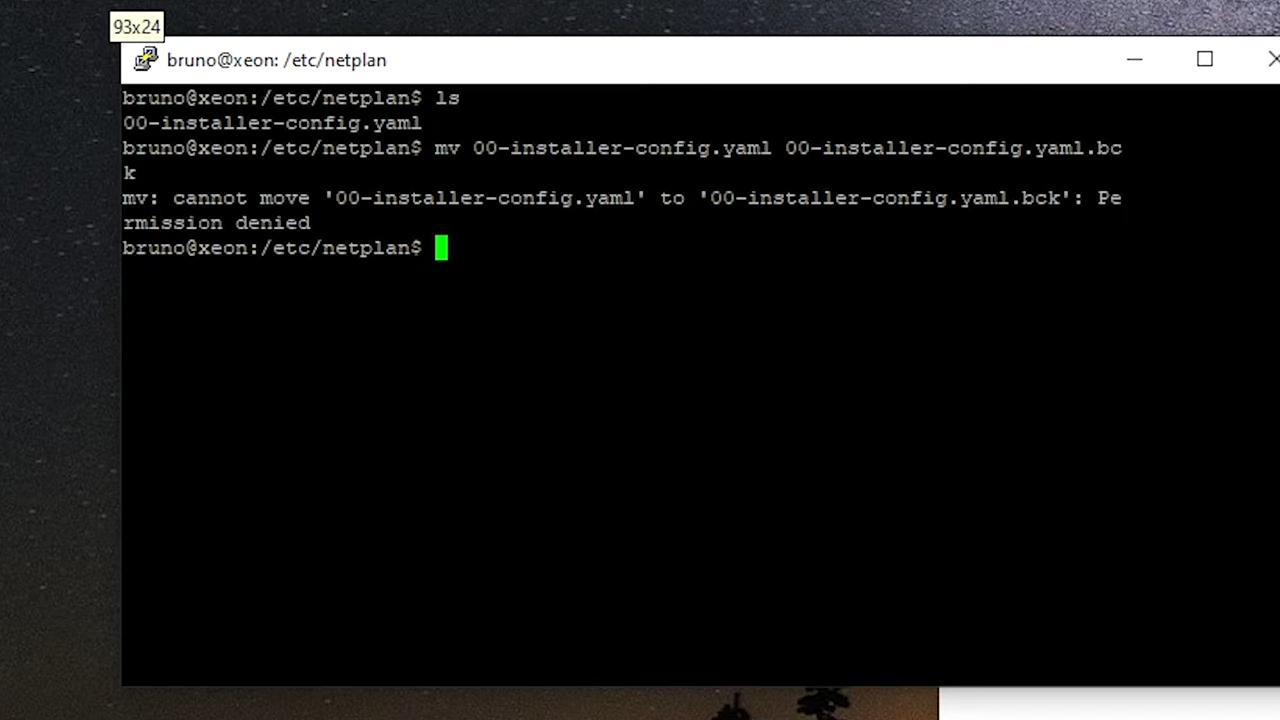 93x24
bruno@xeon: /etc/netplan
bruno@xeon:/etc/netplan$ ls
00-installer-config.yaml
bruno@xeon:/etc/netplan$ mv 00-installer-config.yaml 00-installer-config.yaml.bc
k
mv: cannot move '00-installer-config.yaml' to '00-installer-config.yaml.bck': Pe
rmission denied
bruno@xeon:/etc/netplan$